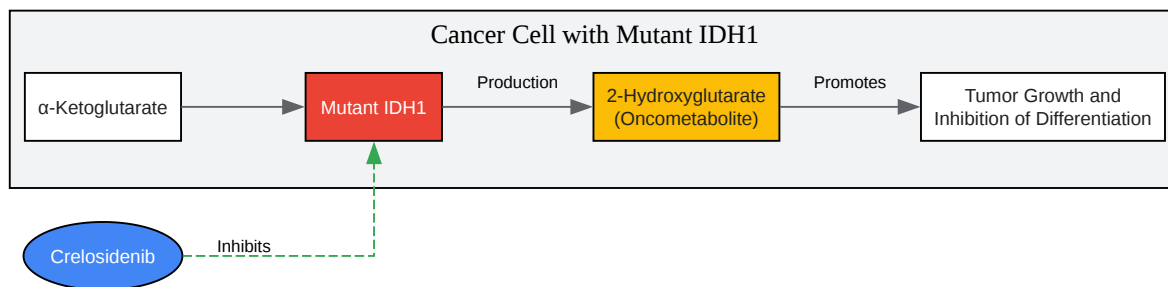 Cancer Cell with Mutant IDH1
α-Ketoglutarate
Mutant IDH1
Production
2-Hydroxyglutarate
(Oncometabolite)
Promotes
Tumor Growth and
Inhibition of Differentiation
Crelosidenib
Inhibits